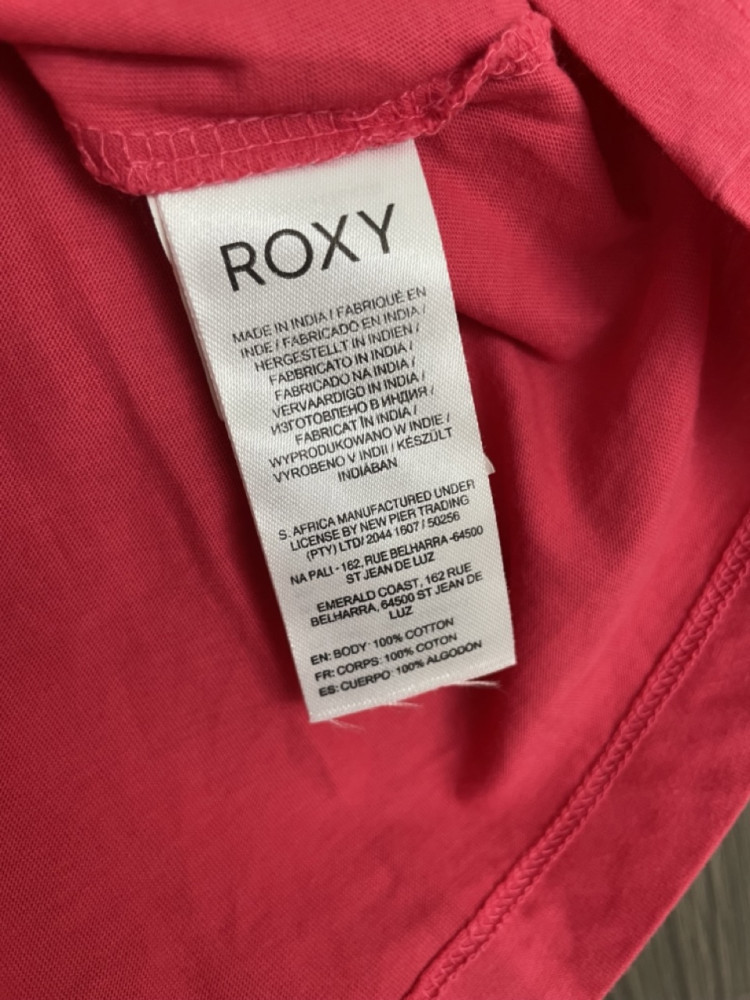 ROXY
MADE IN INDIA / FABRIQUÉ EN
INDE / FABRICADO EN INDIA /
HERGESTELLT IN INDIEN /
FABBRICATO IN INDIA /
FABRICADO NA INDIA /
VERVAARDIGD IN INDIA /
ИЗГОТОВЛЕНО В ИНДИЯ /
FABRICAT ÎN INDIA /
WYPRODUKOWANO W INDIE /
VYROBENO V INDII / KÉSZÜLT
INDIÁBAN
S. AFRICA MANUFACTURED UNDER
LICENSE BY NEW PIER TRADING
(PTY) LTD/ 2044 1607 / 50256
NA PALI - 162, RUE BELHARRA -64500
ST JEAN DE LUZ
EMERALD COAST, 162 RUE
BELHARRA, 64500 ST JEAN DE
LUZ
EN: BODY: 100% COTTON
FR: CORPS: 100% COTON
ES: CUERPO: 100% ALGODÓN